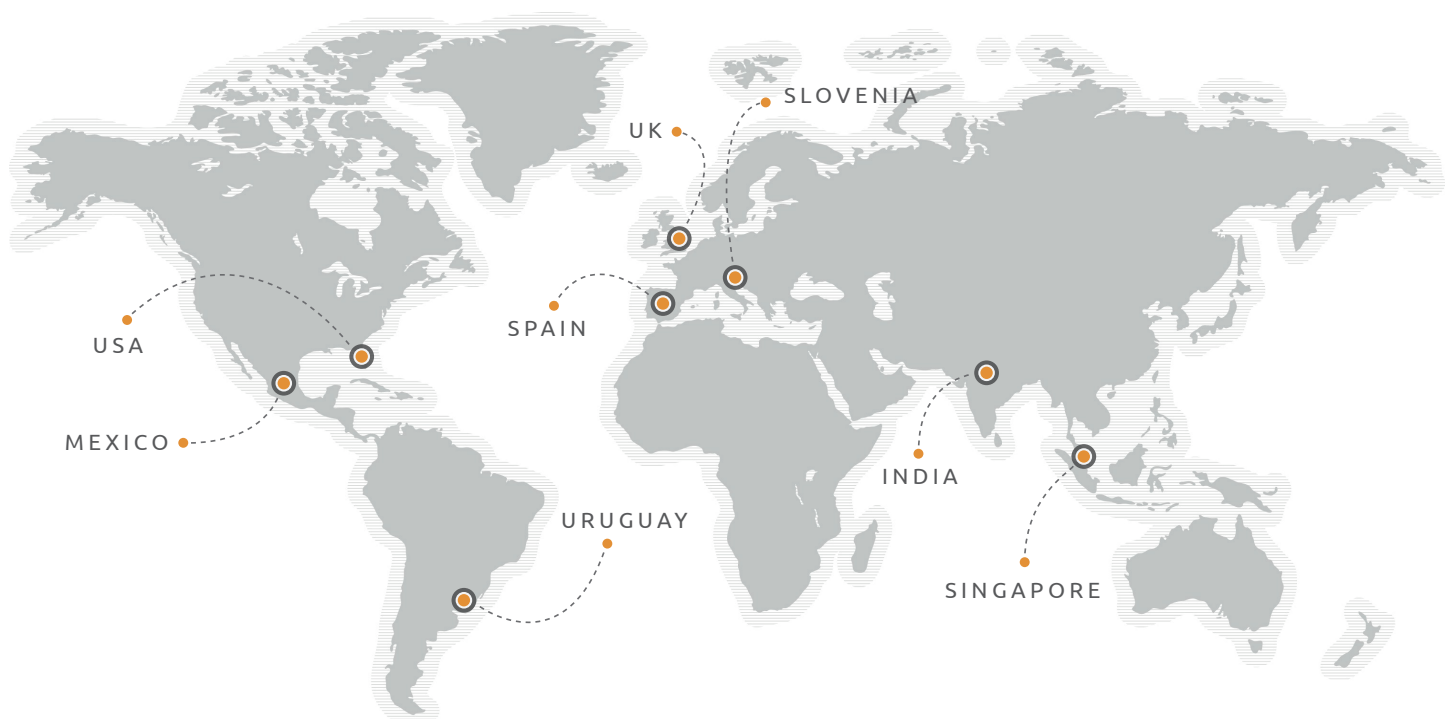 SLOVENIA
UK
SPAIN
USA
MEXICO
INDIA
URUGUAY
SINGAPORE